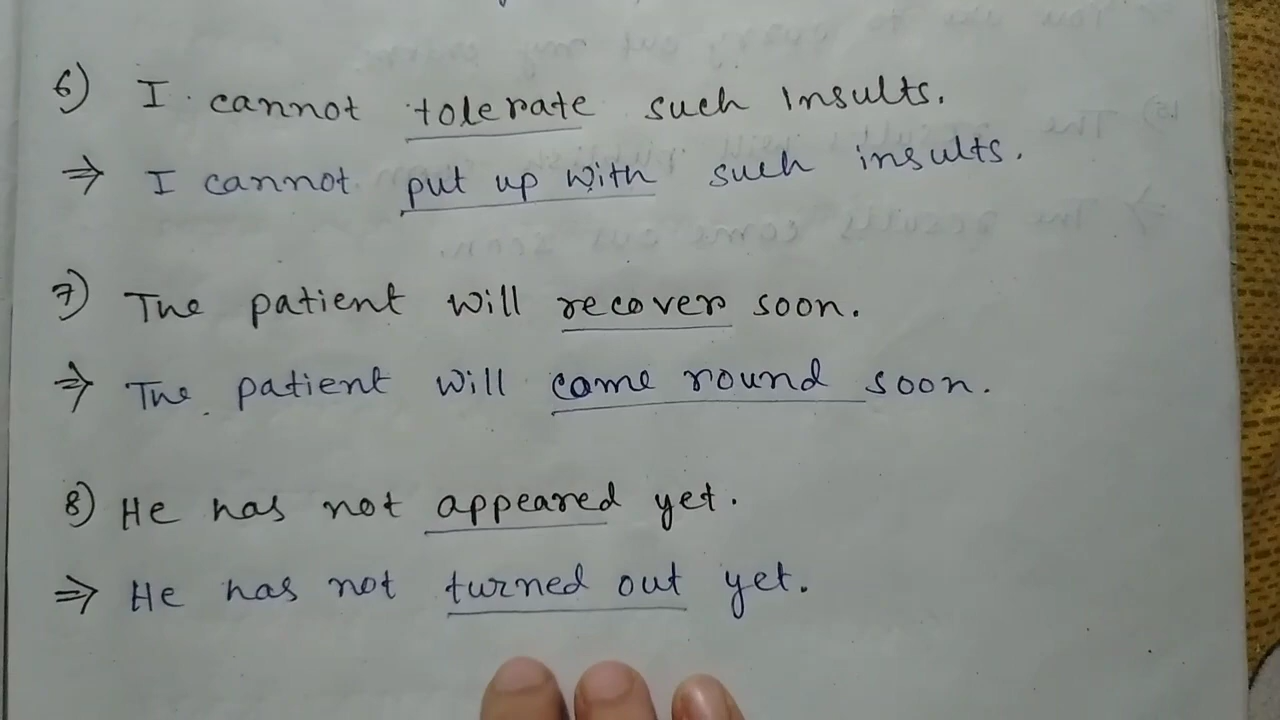 6) I cannot tolerate such Insults.
⇒ I cannot put up with such insults.
7) The patient will recover soon.
⇒ The patient will come round soon.
8) He has not appeared yet.
⇒ He has not turned out yet.